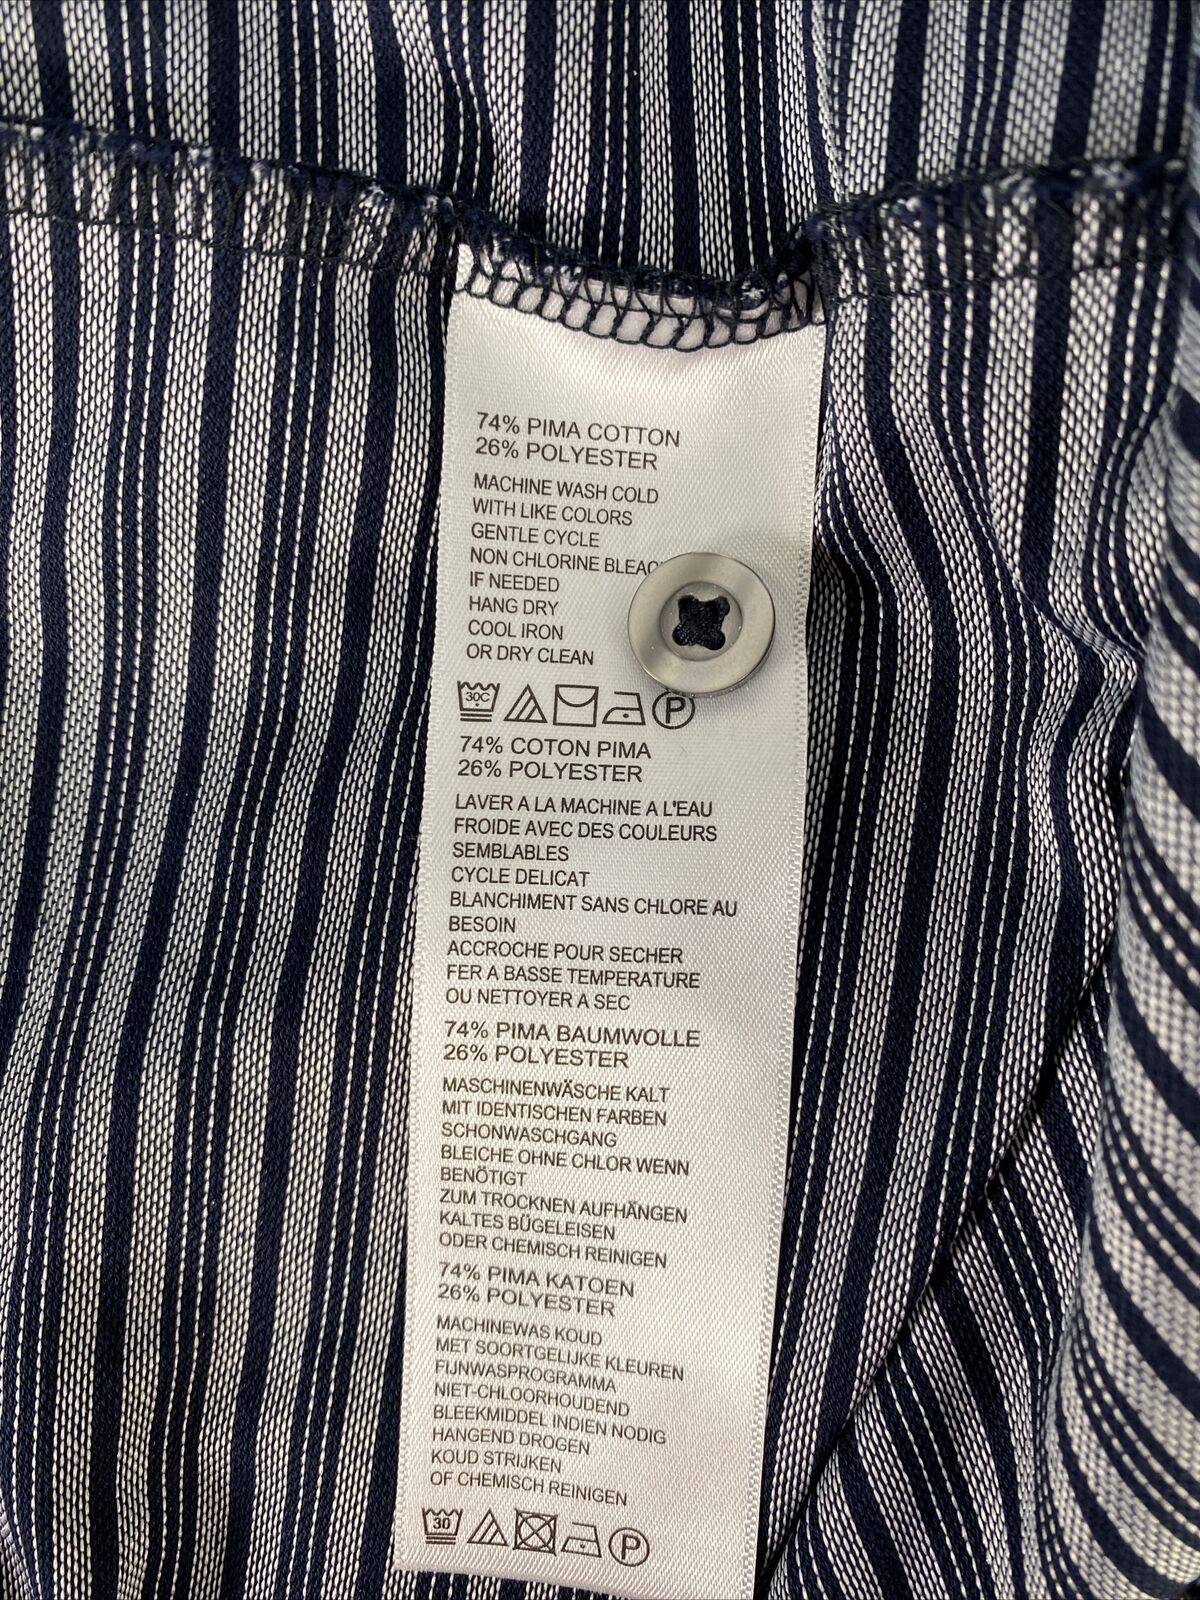 74% PIMA COTTON
26% POLYESTER
MACHINE WASH COLD
WITH LIKE COLORS
GENTLE CYCLE
NON CHLORINE
IF NEEDED
HANG DRY
COOL IRON
OR DRY CLEAN
30C P
74% COTON PIMA
26% POLYESTER
LAVER A LA MACHINE A L'EAU
FROIDE AVEC DES COULEURS
SEMBLABLES
CYCLE DELICAT
BLANCHIMENT SANS CHLORE AU
BESOIN
ACCROCHE POUR SECHER
FER A BASSE TEMPERATURE
OU NETTOYER A SEC
74% PIMA BAUMWOLLE
26% POLYESTER
MASCHINENWÄSCHE KALT
MIT IDENTISCHEN FARBEN
SCHONWASCHGANG
BLEICHE OHNE CHLOR WENN
BENÖTIGT
ZUM TROCKNEN AUFHÄNGEN
KALTES BÜGELEISEN
ODER CHEMISCH REINIGEN
74% PIMA KATOEN
26% POLYESTER
MACHINEWAS KOUD
MET SOORTGELIJKE KLEUREN
FIJNWASPROGRAMMA
NIET-CHLOORHOUDEND
BLEEKMIDDEL INDIEN NODIG
HANGEND DROGEN
KOUD STRIJKEN
OF CHEMISCH REINIGEN
30 P